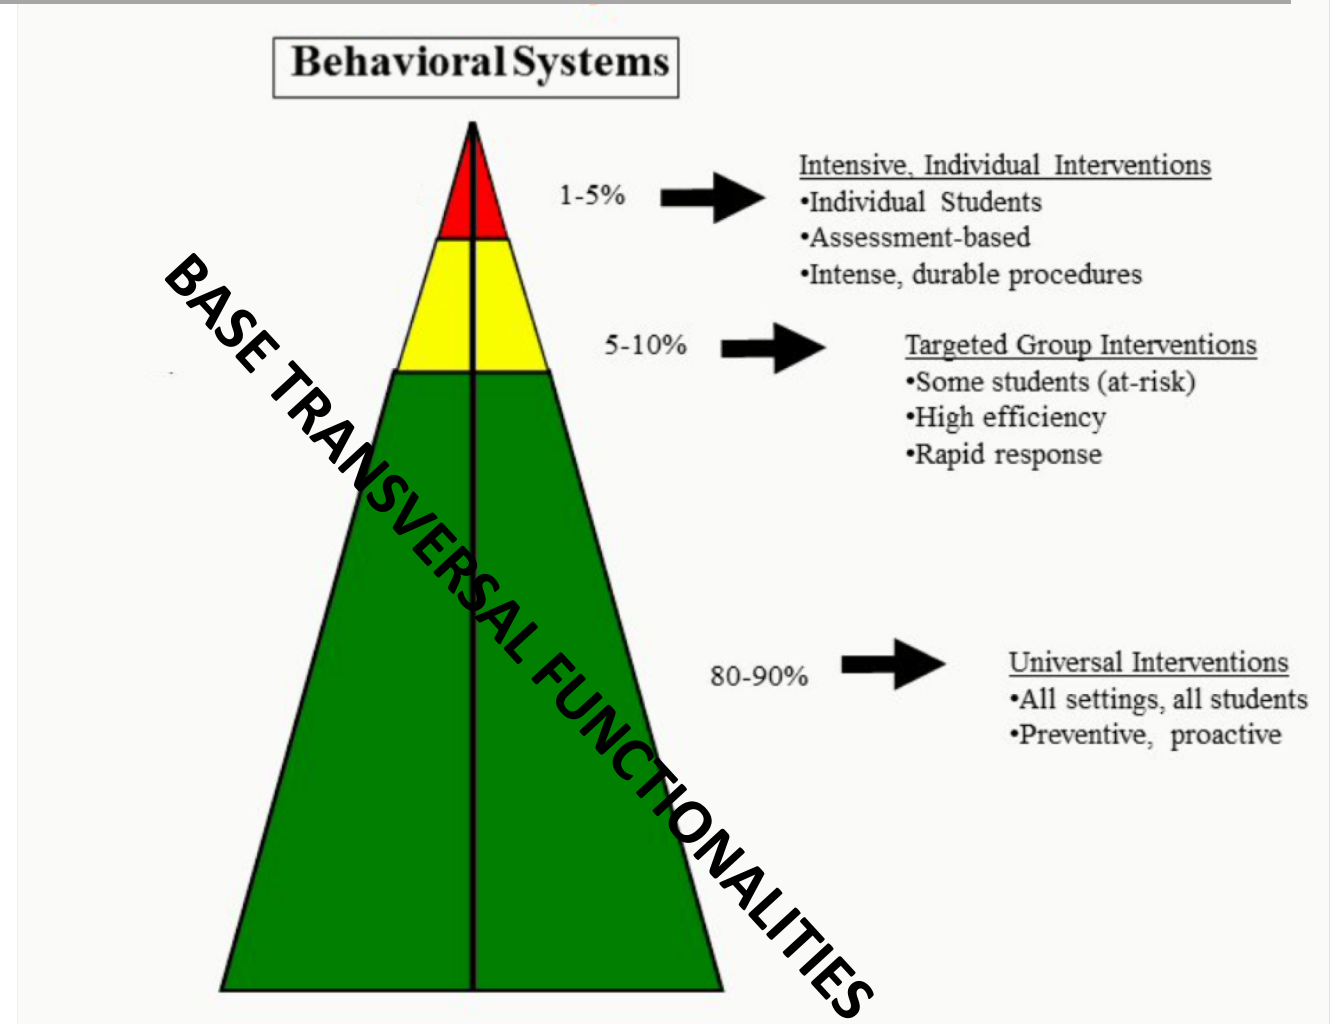 Behavioral Systems
1-5%
Intensive, Individual Interventions
•Individual Students
•Assessment-based
•Intense, durable procedures
BASE TRANSVERSAL FUNCTIONALITIES
5-10%
Targeted Group Interventions
•Some students (at-risk)
•High efficiency
•Rapid response
80-90%
Universal Interventions
•All settings, all students
•Preventive, proactive